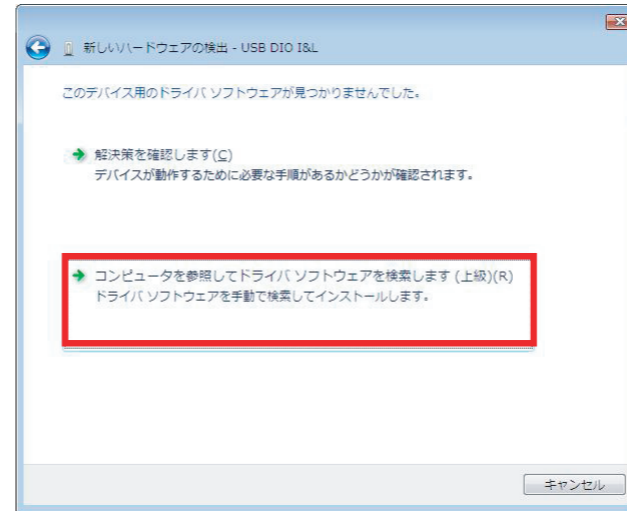 新しいハードウェアの検出 - USB DIO I&L
このデバイス用のドライバ ソフトウェアが見つかりませんでした。
解決策を確認します(C)
デバイスが動作するために必要な手順があるかどうかが確認されます。
コンピュータを参照してドライバ ソフトウェアを検索します (上級)(R)
ドライバ ソフトウェアを手動で検索してインストールします。
キャンセル